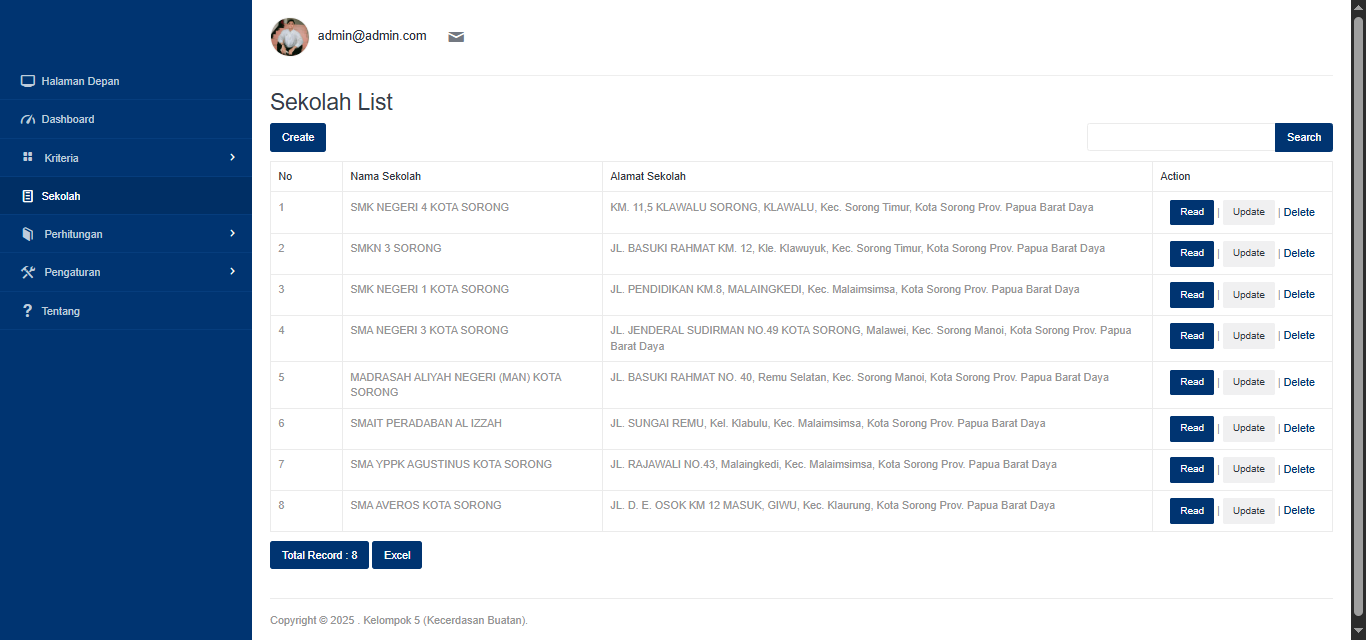 admin@admin.com
Halaman Depan
Dashboard
Kriteria
Sekolah
Perhitungan
Pengaturan
Tentang
Sekolah List
Create
Search
No Nama Sekolah Alamat Sekolah Action
1 SMK NEGERI 4 KOTA SORONG KM. 11,5 KLAWALU SORONG, KLAWALU, Kec. Sorong Timur, Kota Sorong Prov. Papua Barat Daya Read | Update | Delete
2 SMKN 3 SORONG JL. BASUKI RAHMAT KM. 12, Kle. Klawuyuk, Kec. Sorong Timur, Kota Sorong Prov. Papua Barat Daya Read | Update | Delete
3 SMK NEGERI 1 KOTA SORONG JL. PENDIDIKAN KM.8, MALAINGKEDI, Kec. Malaimsimsa, Kota Sorong Prov. Papua Barat Daya Read | Update | Delete
4 SMA NEGERI 3 KOTA SORONG JL. JENDERAL SUDIRMAN NO.49 KOTA SORONG, Malawei, Kec. Sorong Manoi, Kota Sorong Prov. Papua
Barat Daya Read | Update | Delete
5 MADRASAH ALIYAH NEGERI (MAN) KOTA
SORONG JL. BASUKI RAHMAT NO. 40, Remu Selatan, Kec. Sorong Manoi, Kota Sorong Prov. Papua Barat Daya Read | Update | Delete
6 SMAIT PERADABAN AL IZZAH JL. SUNGAI REMU, Kel. Klabulu, Kec. Malaimsimsa, Kota Sorong Prov. Papua Barat Daya Read | Update | Delete
7 SMA YPPK AGUSTINUS KOTA SORONG JL. RAJAWALI NO.43, Malaingkedi, Kec. Malaimsimsa, Kota Sorong Prov. Papua Barat Daya Read | Update | Delete
8 SMA AVEROS KOTA SORONG JL. D. E. OSOK KM 12 MASUK, GIWU, Kec. Klaurung, Kota Sorong Prov. Papua Barat Daya Read | Update | Delete
Total Record : 8 Excel
Copyright © 2025 . Kelompok 5 (Kecerdasan Buatan).